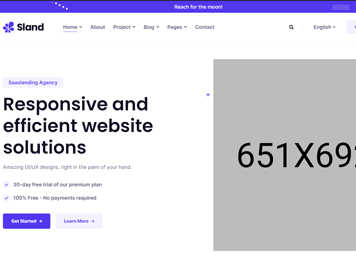 Reach for the moon!
Sland
Home About Project Blog Pages Contact English
Saaslanding Agency
Responsive and
efficient website
solutions
Amazing UI/UX designs, right in the palm of your hand.
30-day free trial of our premium plan
100% Free - No payments required
Get Started Learn More
651X69